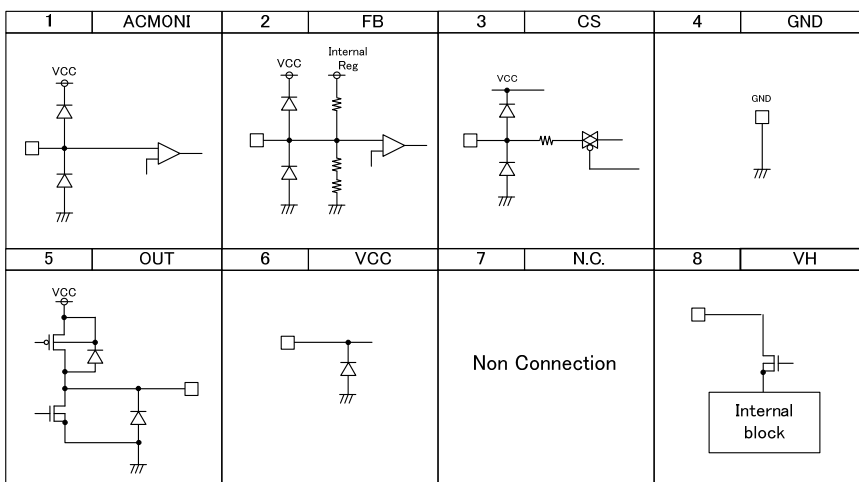 1 ACMONI 2 FB 3 CS 4 GND
VCC
VCC
Internal
Reg
VCC
GND
5 OUT 6 VCC 7 N.C. 8 VH
VCC
Non Connection
Internal
block